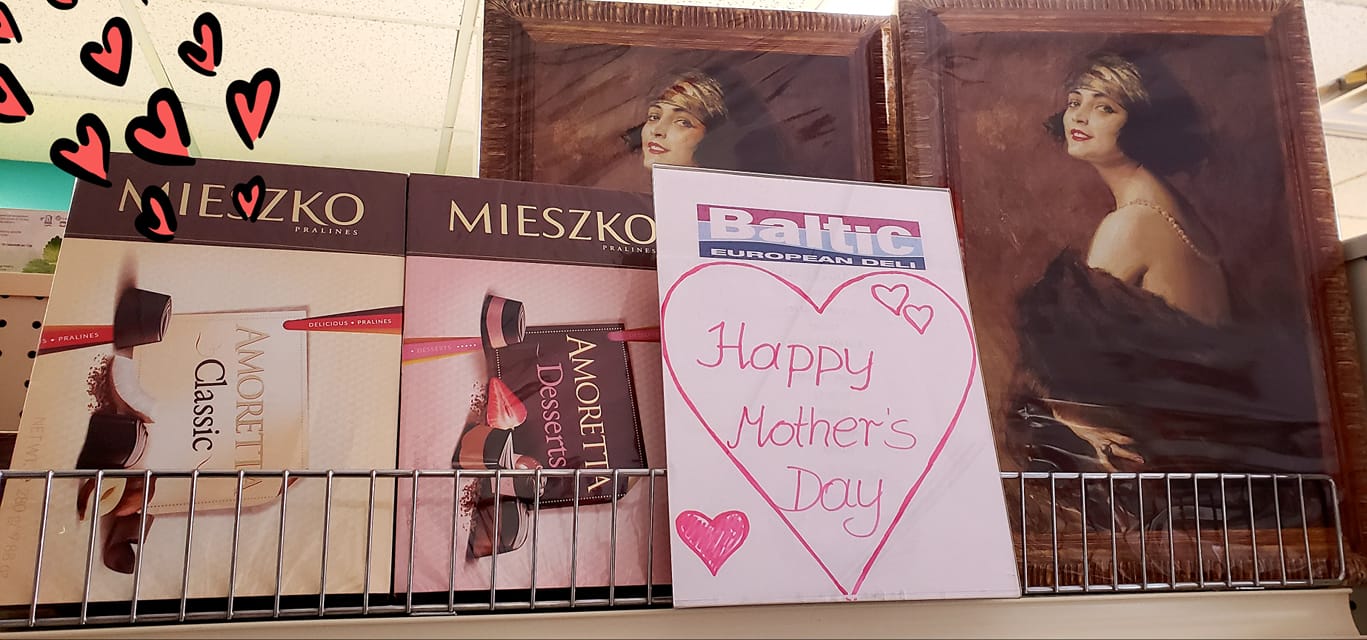 MIESZKO
PRALINES
S • PRALINES
DELICIOUS • PRALINES
AMORETTA
Classic
MIESZKO
PRALINES
DESSERTS
AMORETTA
Desserts
Baltic
EUROPEAN DELI
Happy
Mother's
Day